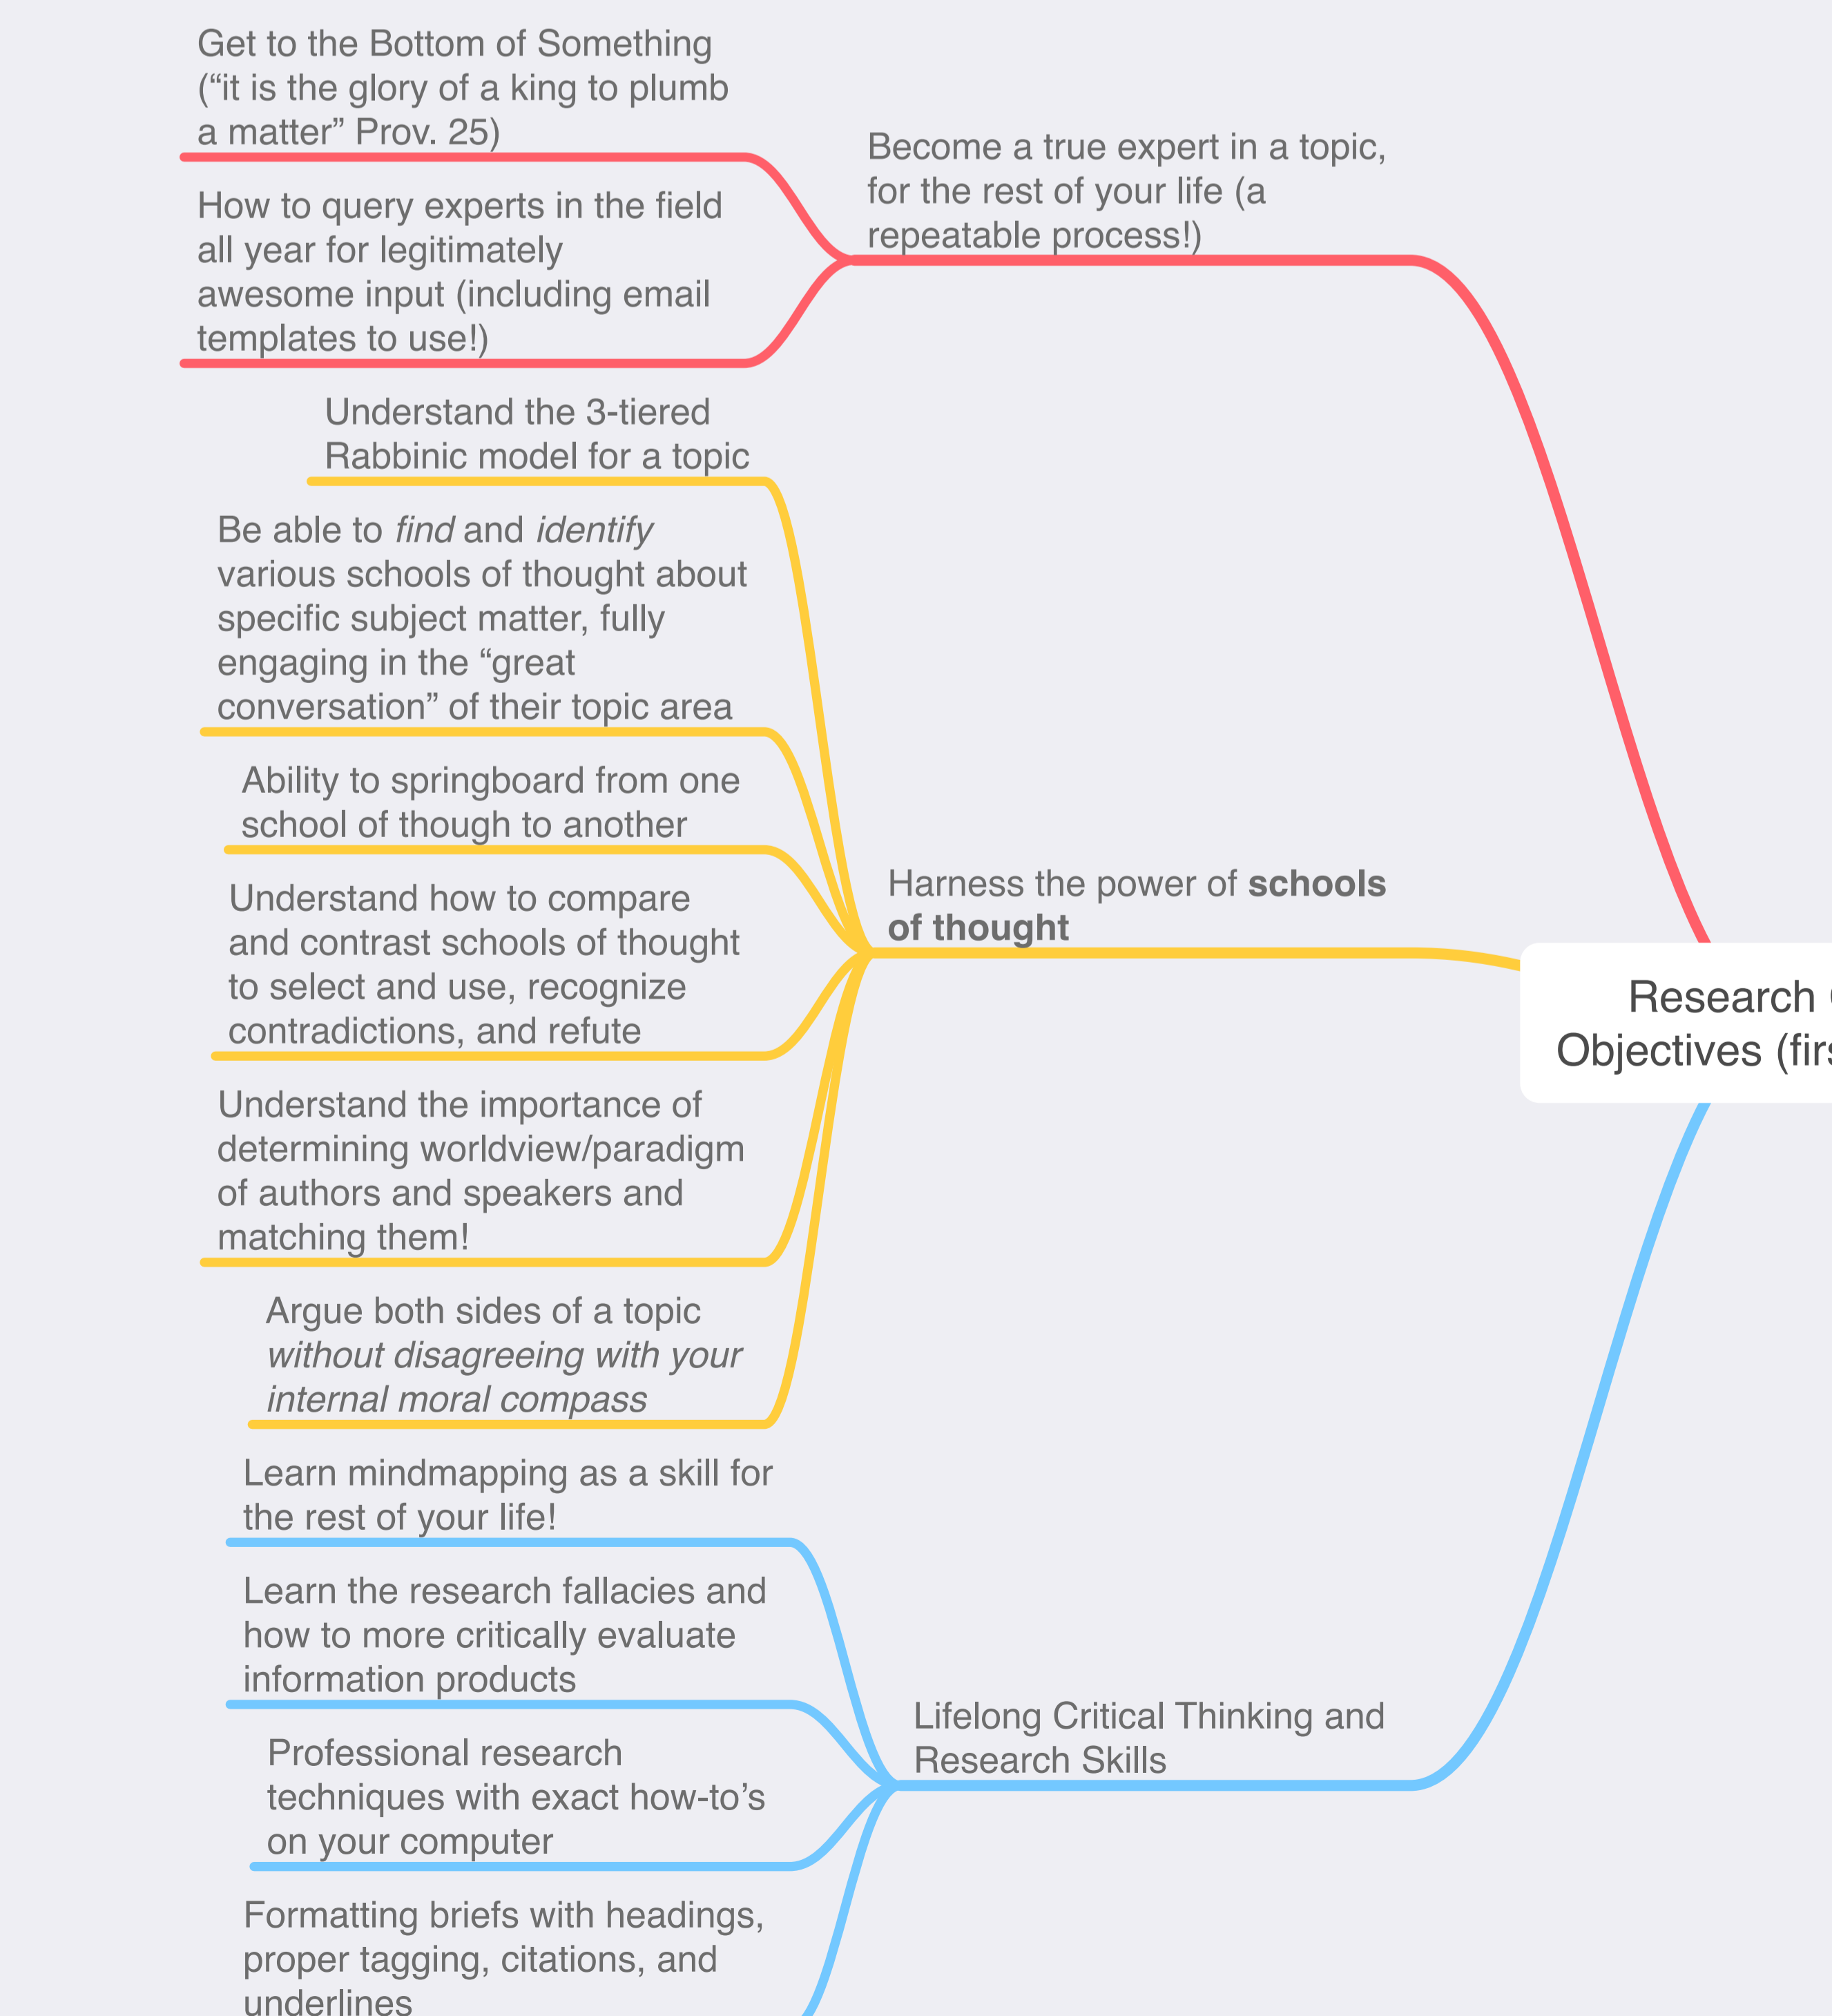 Get to the Bottom of Something
(“it is the glory of a king to plumb
a matter” Prov. 25)
How to query experts in the field
all year for legitimately
awesome input (including email
templates to use!)
Become a true expert in a topic,
for the rest of your life (a
repeatable process!)
Understand the 3-tiered
Rabbinic model for a topic
Be able to find and identify
various schools of thought about
specific subject matter, fully
engaging in the “great
conversation” of their topic area
Ability to springboard from one
school of though to another
Understand how to compare
and contrast schools of thought
to select and use, recognize
contradictions, and refute
Understand the importance of
determining worldview/paradigm
of authors and speakers and
matching them!
Argue both sides of a topic
without disagreeing with your
internal moral compass
Harness the power of schools
of thought
Learn mindmapping as a skill for
the rest of your life!
Learn the research fallacies and
how to more critically evaluate
information products
Professional research
techniques with exact how-to’s
on your computer
Formatting briefs with headings,
proper tagging, citations, and
underlines
Lifelong Critical Thinking and
Research Skills
Research
Objectives